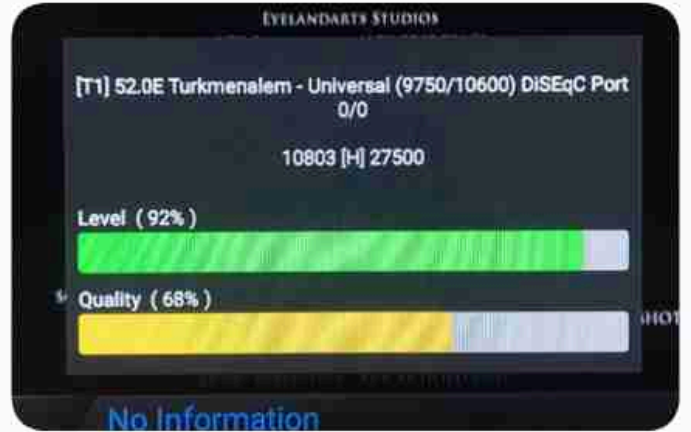 EYELANDARTS STUDIOS
[T1] 52.0E Turkmenalem - Universal (9750/10600) DiSEqC Port
0/0
10803 [H] 27500
Level ( 92% )
Quality ( 68% )
No Information